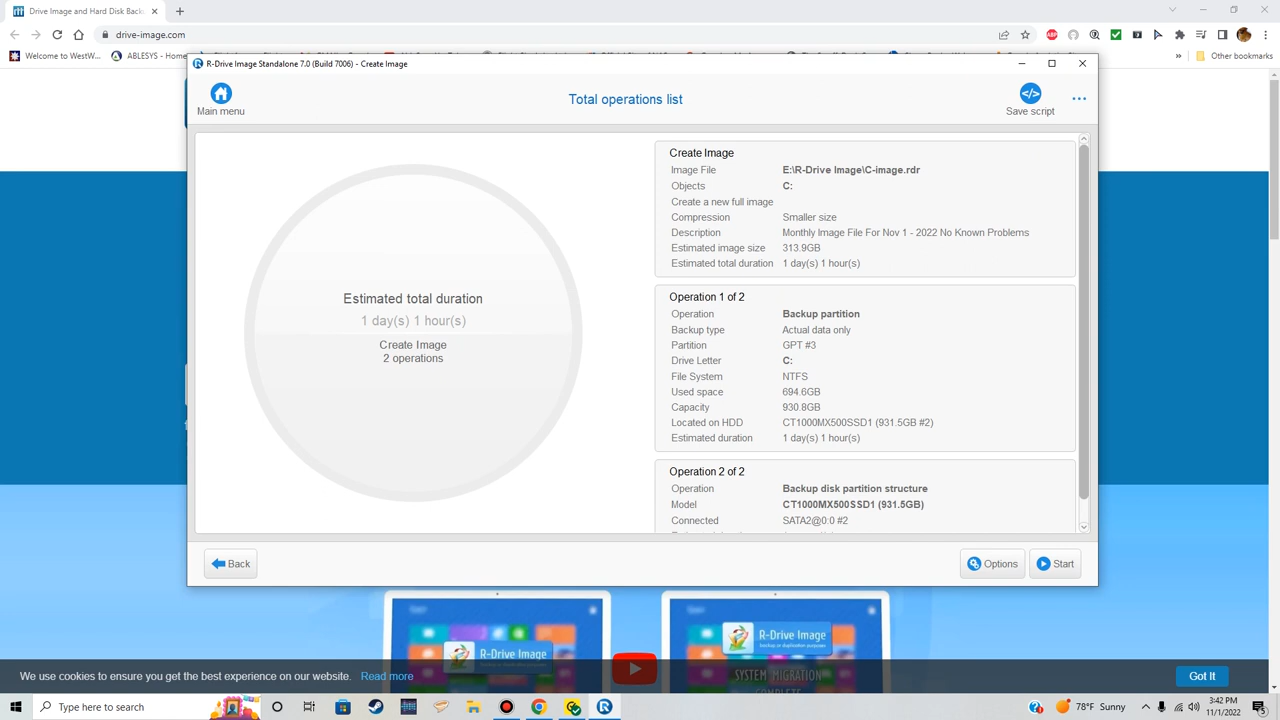 Drive Image and Hard Disk Back
drive-image.com
Welcome to WestW...
ABLESYS - Home
Other bookmarks
R-Drive Image Standalone 7.0 (Build 7006) - Create Image
Main menu
Total operations list
Save script
Estimated total duration
1 day(s) 1 hour(s)
Create Image
2 operations
Create Image
Image File E:\R-Drive Image\C-image.rdr
Objects C:
Create a new full image
Compression Smaller size
Description Monthly Image File For Nov 1 - 2022 No Known Problems
Estimated image size 313.9GB
Estimated total duration 1 day(s) 1 hour(s)
Operation 1 of 2
Operation Backup partition
Backup type Actual data only
Partition GPT #3
Drive Letter C:
File System NTFS
Used space 694.6GB
Capacity 930.8GB
Located on HDD CT1000MX500SSD1 (931.5GB #2)
Estimated duration 1 day(s) 1 hour(s)
Operation 2 of 2
Operation Backup disk partition structure
Model CT1000MX500SSD1 (931.5GB)
Connected SATA2@0:0 #2
Back
Options
Start
R-Drive Image
R-Drive Image
SYSTEM MIGRATION
COMPLETE
We use cookies to ensure you get the best experience on our website. Read more
Got It
Type here to search
78°F Sunny
3:42 PM
11/1/2022